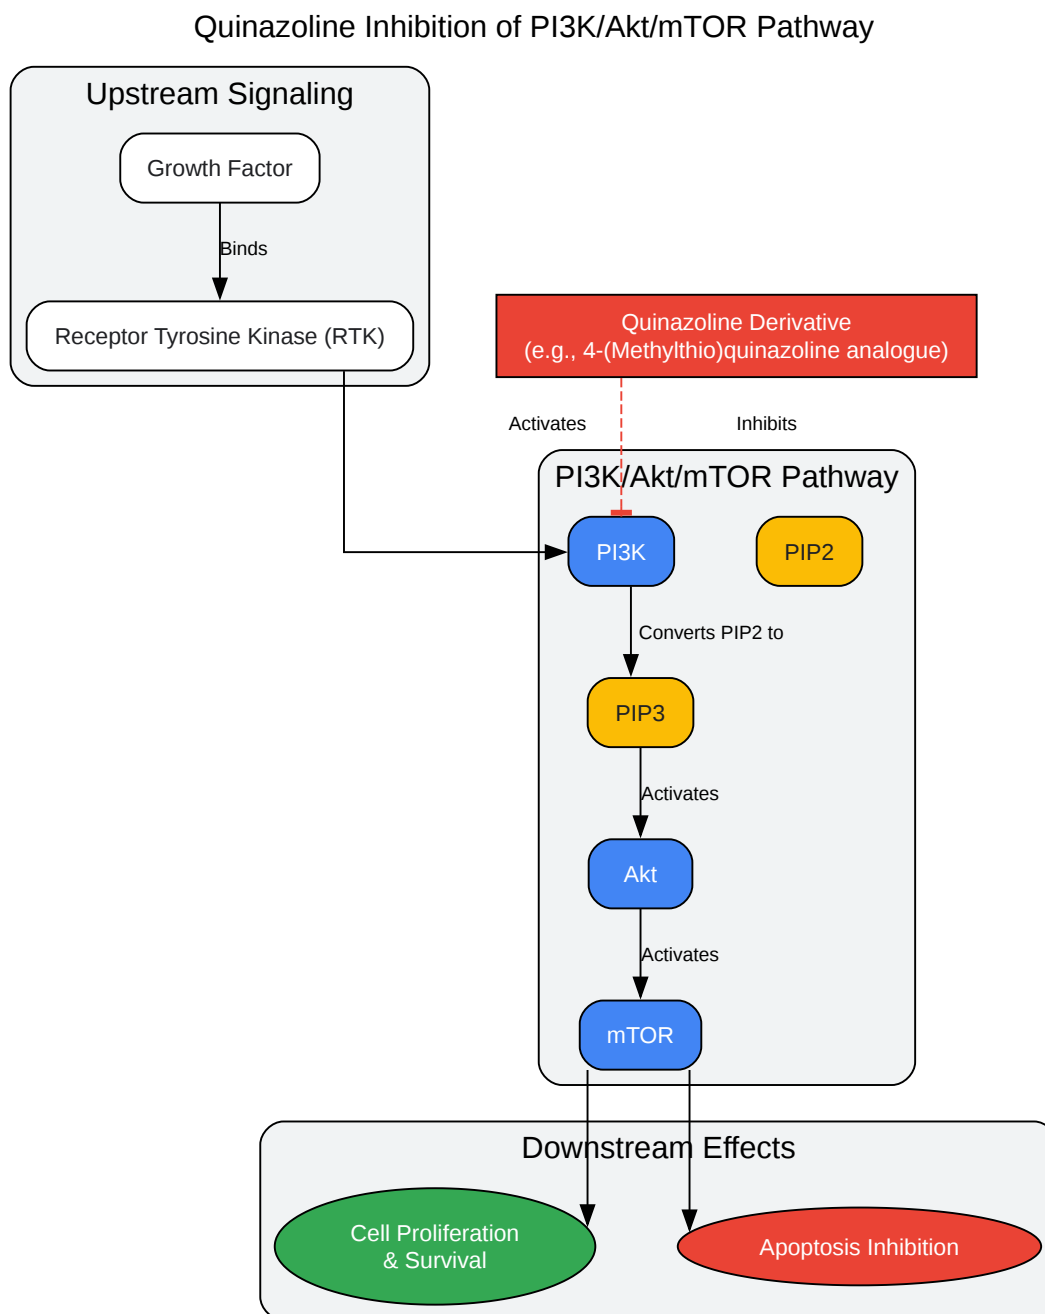 Quinazoline Inhibition of PI3K/Akt/mTOR Pathway
Upstream Signaling
Growth Factor
Binds
Receptor Tyrosine Kinase (RTK)
Quinazoline Derivative
(e.g., 4-(Methylthio)quinazoline analogue)
Activates
Inhibits
PI3K/Akt/mTOR Pathway
PI3K
PIP2
Converts PIP2 to
PIP3
Activates
Akt
Activates
mTOR
Downstream Effects
Cell Proliferation
& Survival
Apoptosis Inhibition